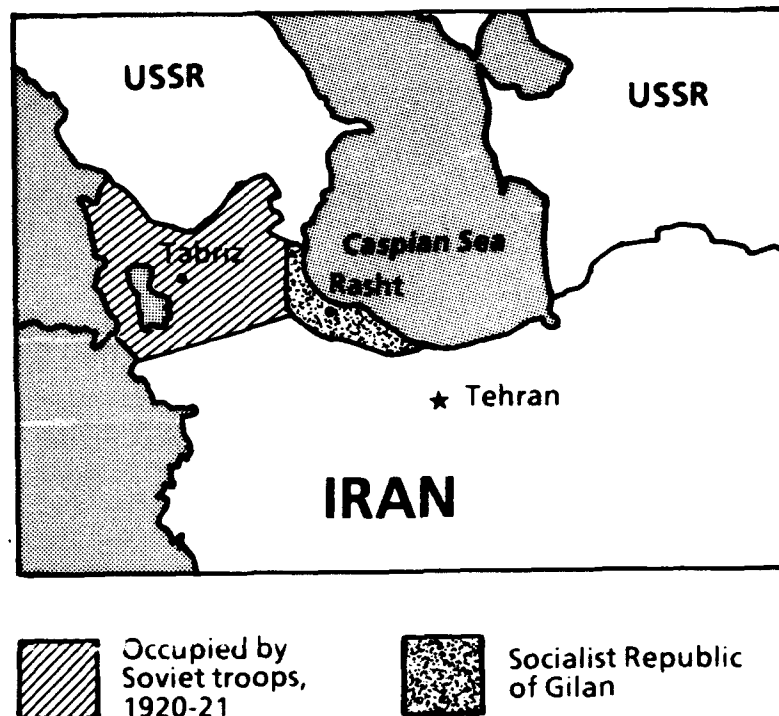 USSR
USSR
Caspian Sea
Tabriz
Rasht
Tehran
IRAN
Occupied by
Soviet troops,
1920-21
Socialist Republic
of Gilan